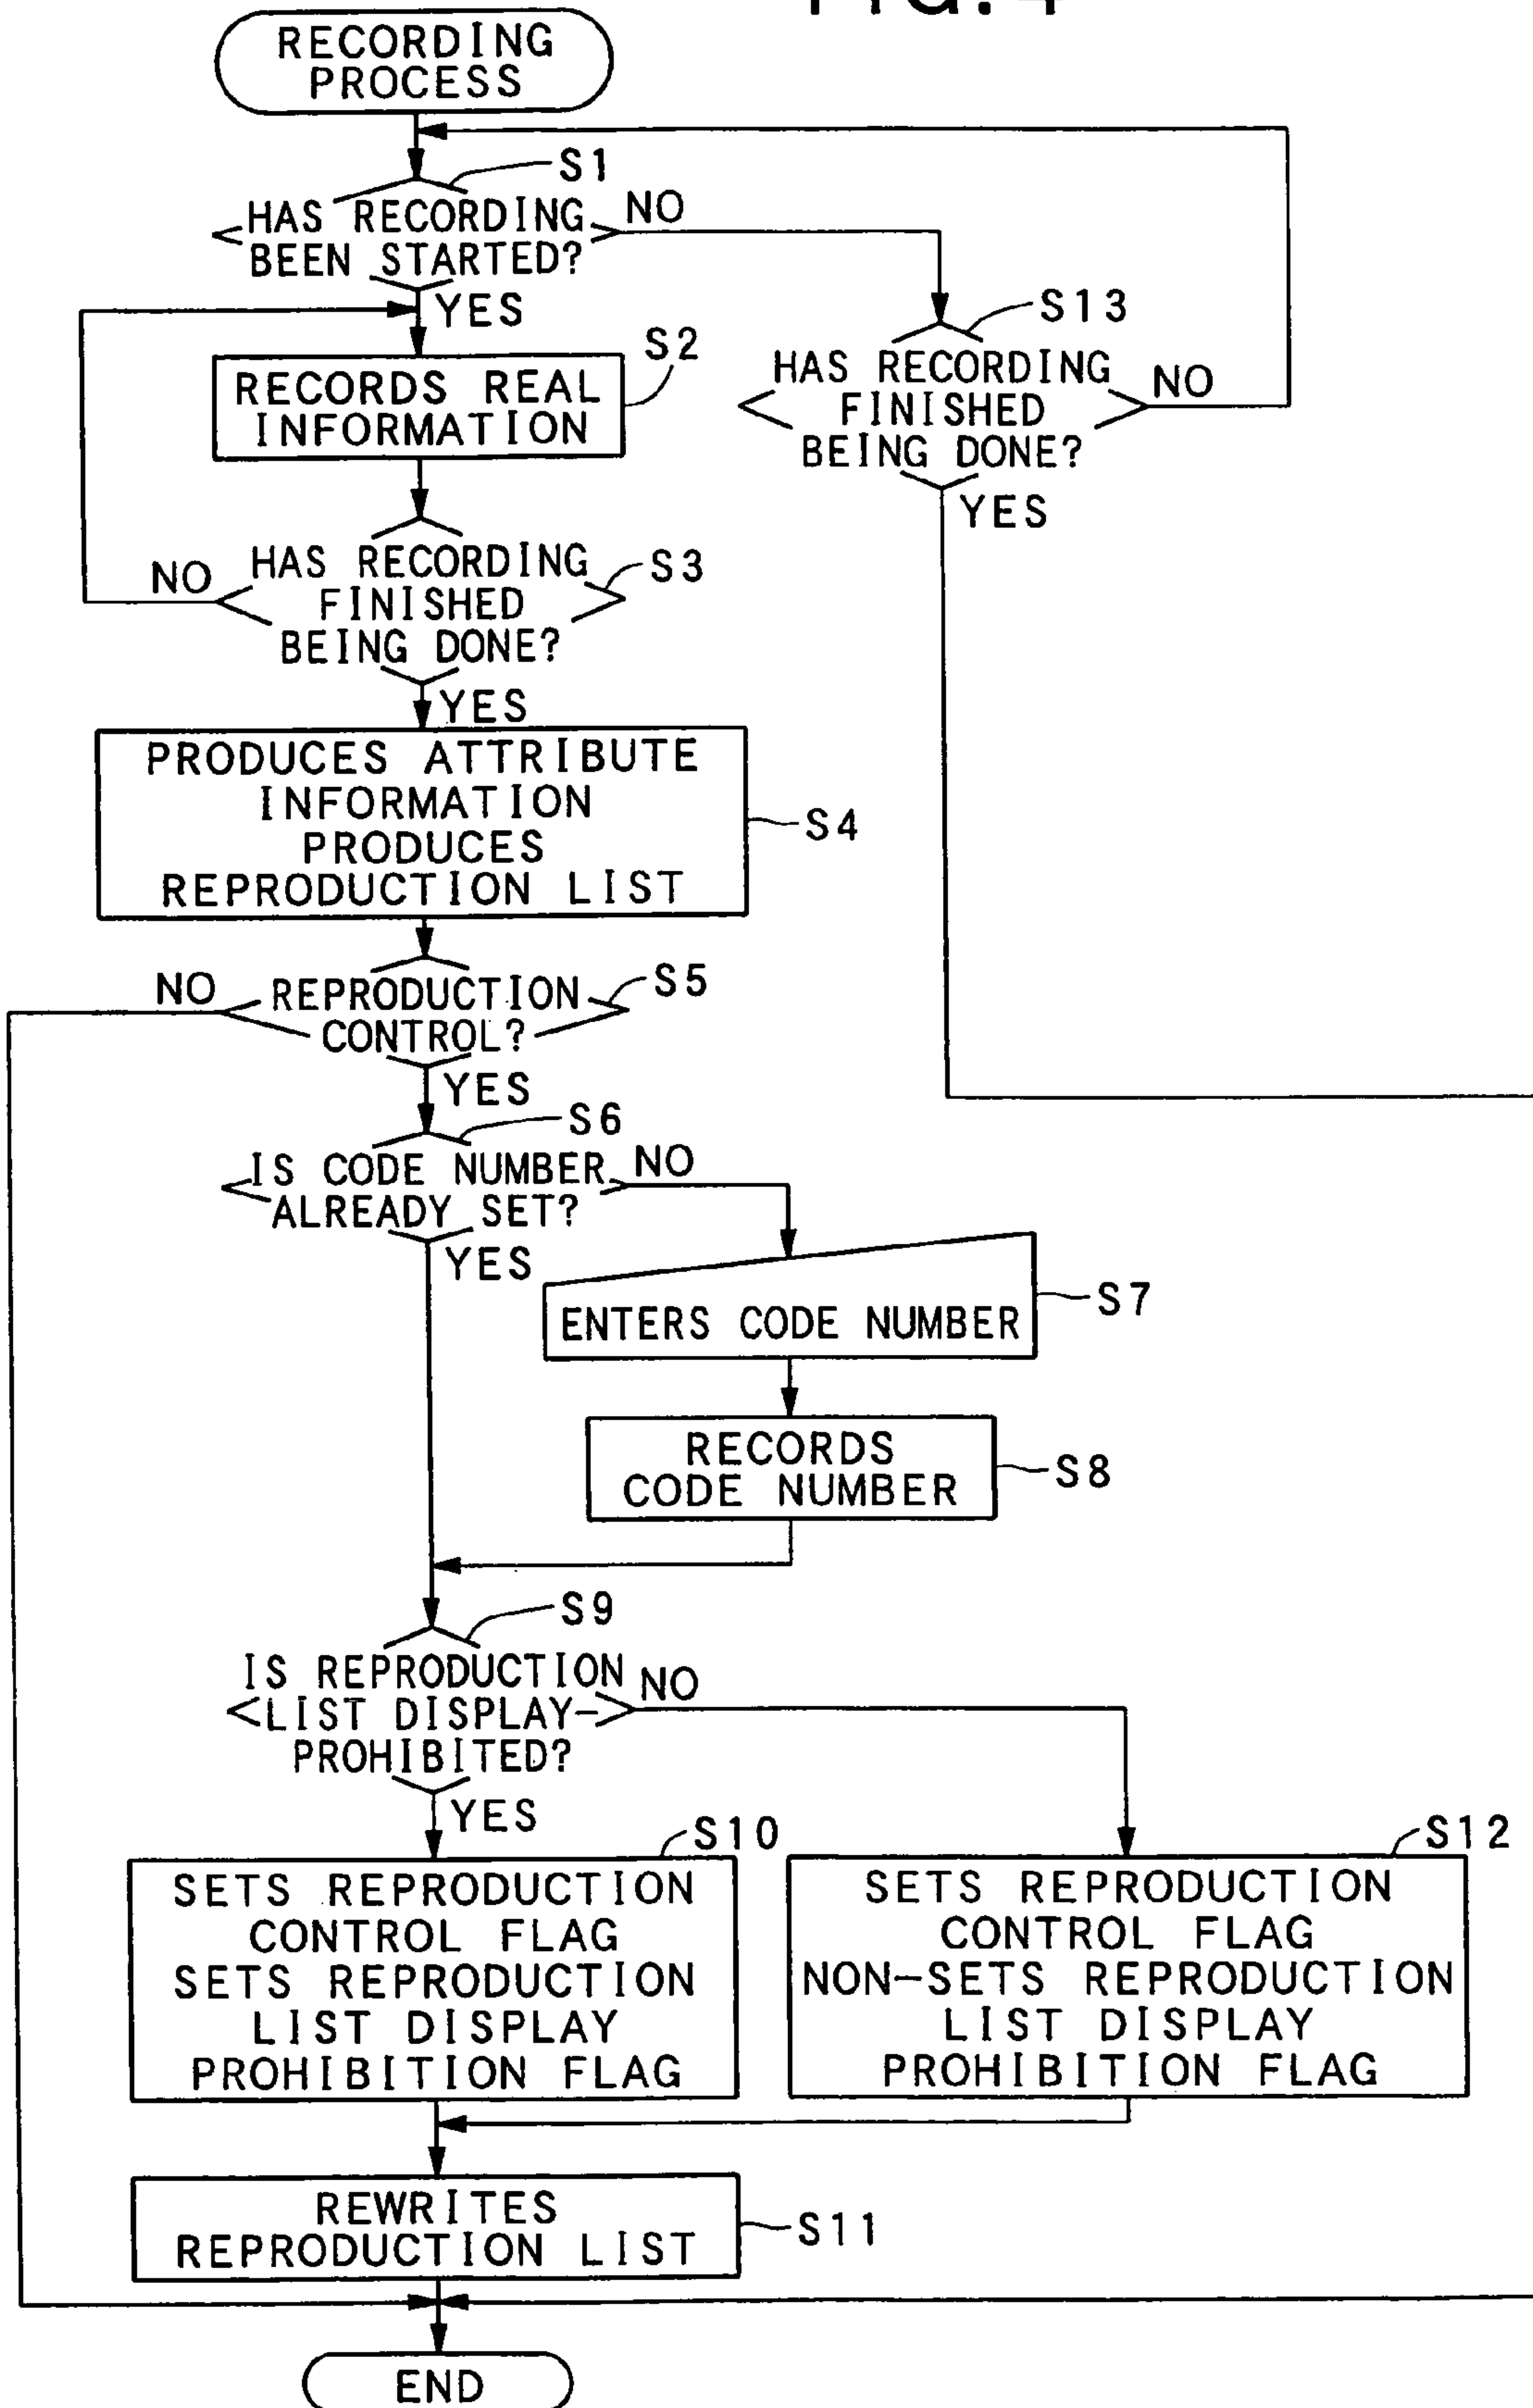 FIG. 4
RECORDING
PROCESS
S1
HAS RECORDING
BEEN STARTED?
NO
YES
S13
HAS RECORDING
FINISHED
BEING DONE?
NO
YES
S2
RECORDS REAL
INFORMATION
S3
HAS RECORDING
FINISHED
BEING DONE?
NO
YES
PRODUCES ATTRIBUTE
INFORMATION
PRODUCES
REPRODUCTION LIST
S4
NO
REPRODUCTION
CONTROL?
S5
YES
S6
IS CODE NUMBER
ALREADY SET?
NO
YES
ENTERS CODE NUMBER
S7
RECORDS
CODE NUMBER
S8
S9
IS REPRODUCTION
LIST DISPLAY-
PROHIBITED?
NO
YES
S10
SETS REPRODUCTION
CONTROL FLAG
SETS REPRODUCTION
LIST DISPLAY
PROHIBITION FLAG
S12
SETS REPRODUCTION
CONTROL FLAG
NON-SETS REPRODUCTION
LIST DISPLAY
PROHIBITION FLAG
REWRITES
REPRODUCTION LIST
S11
END